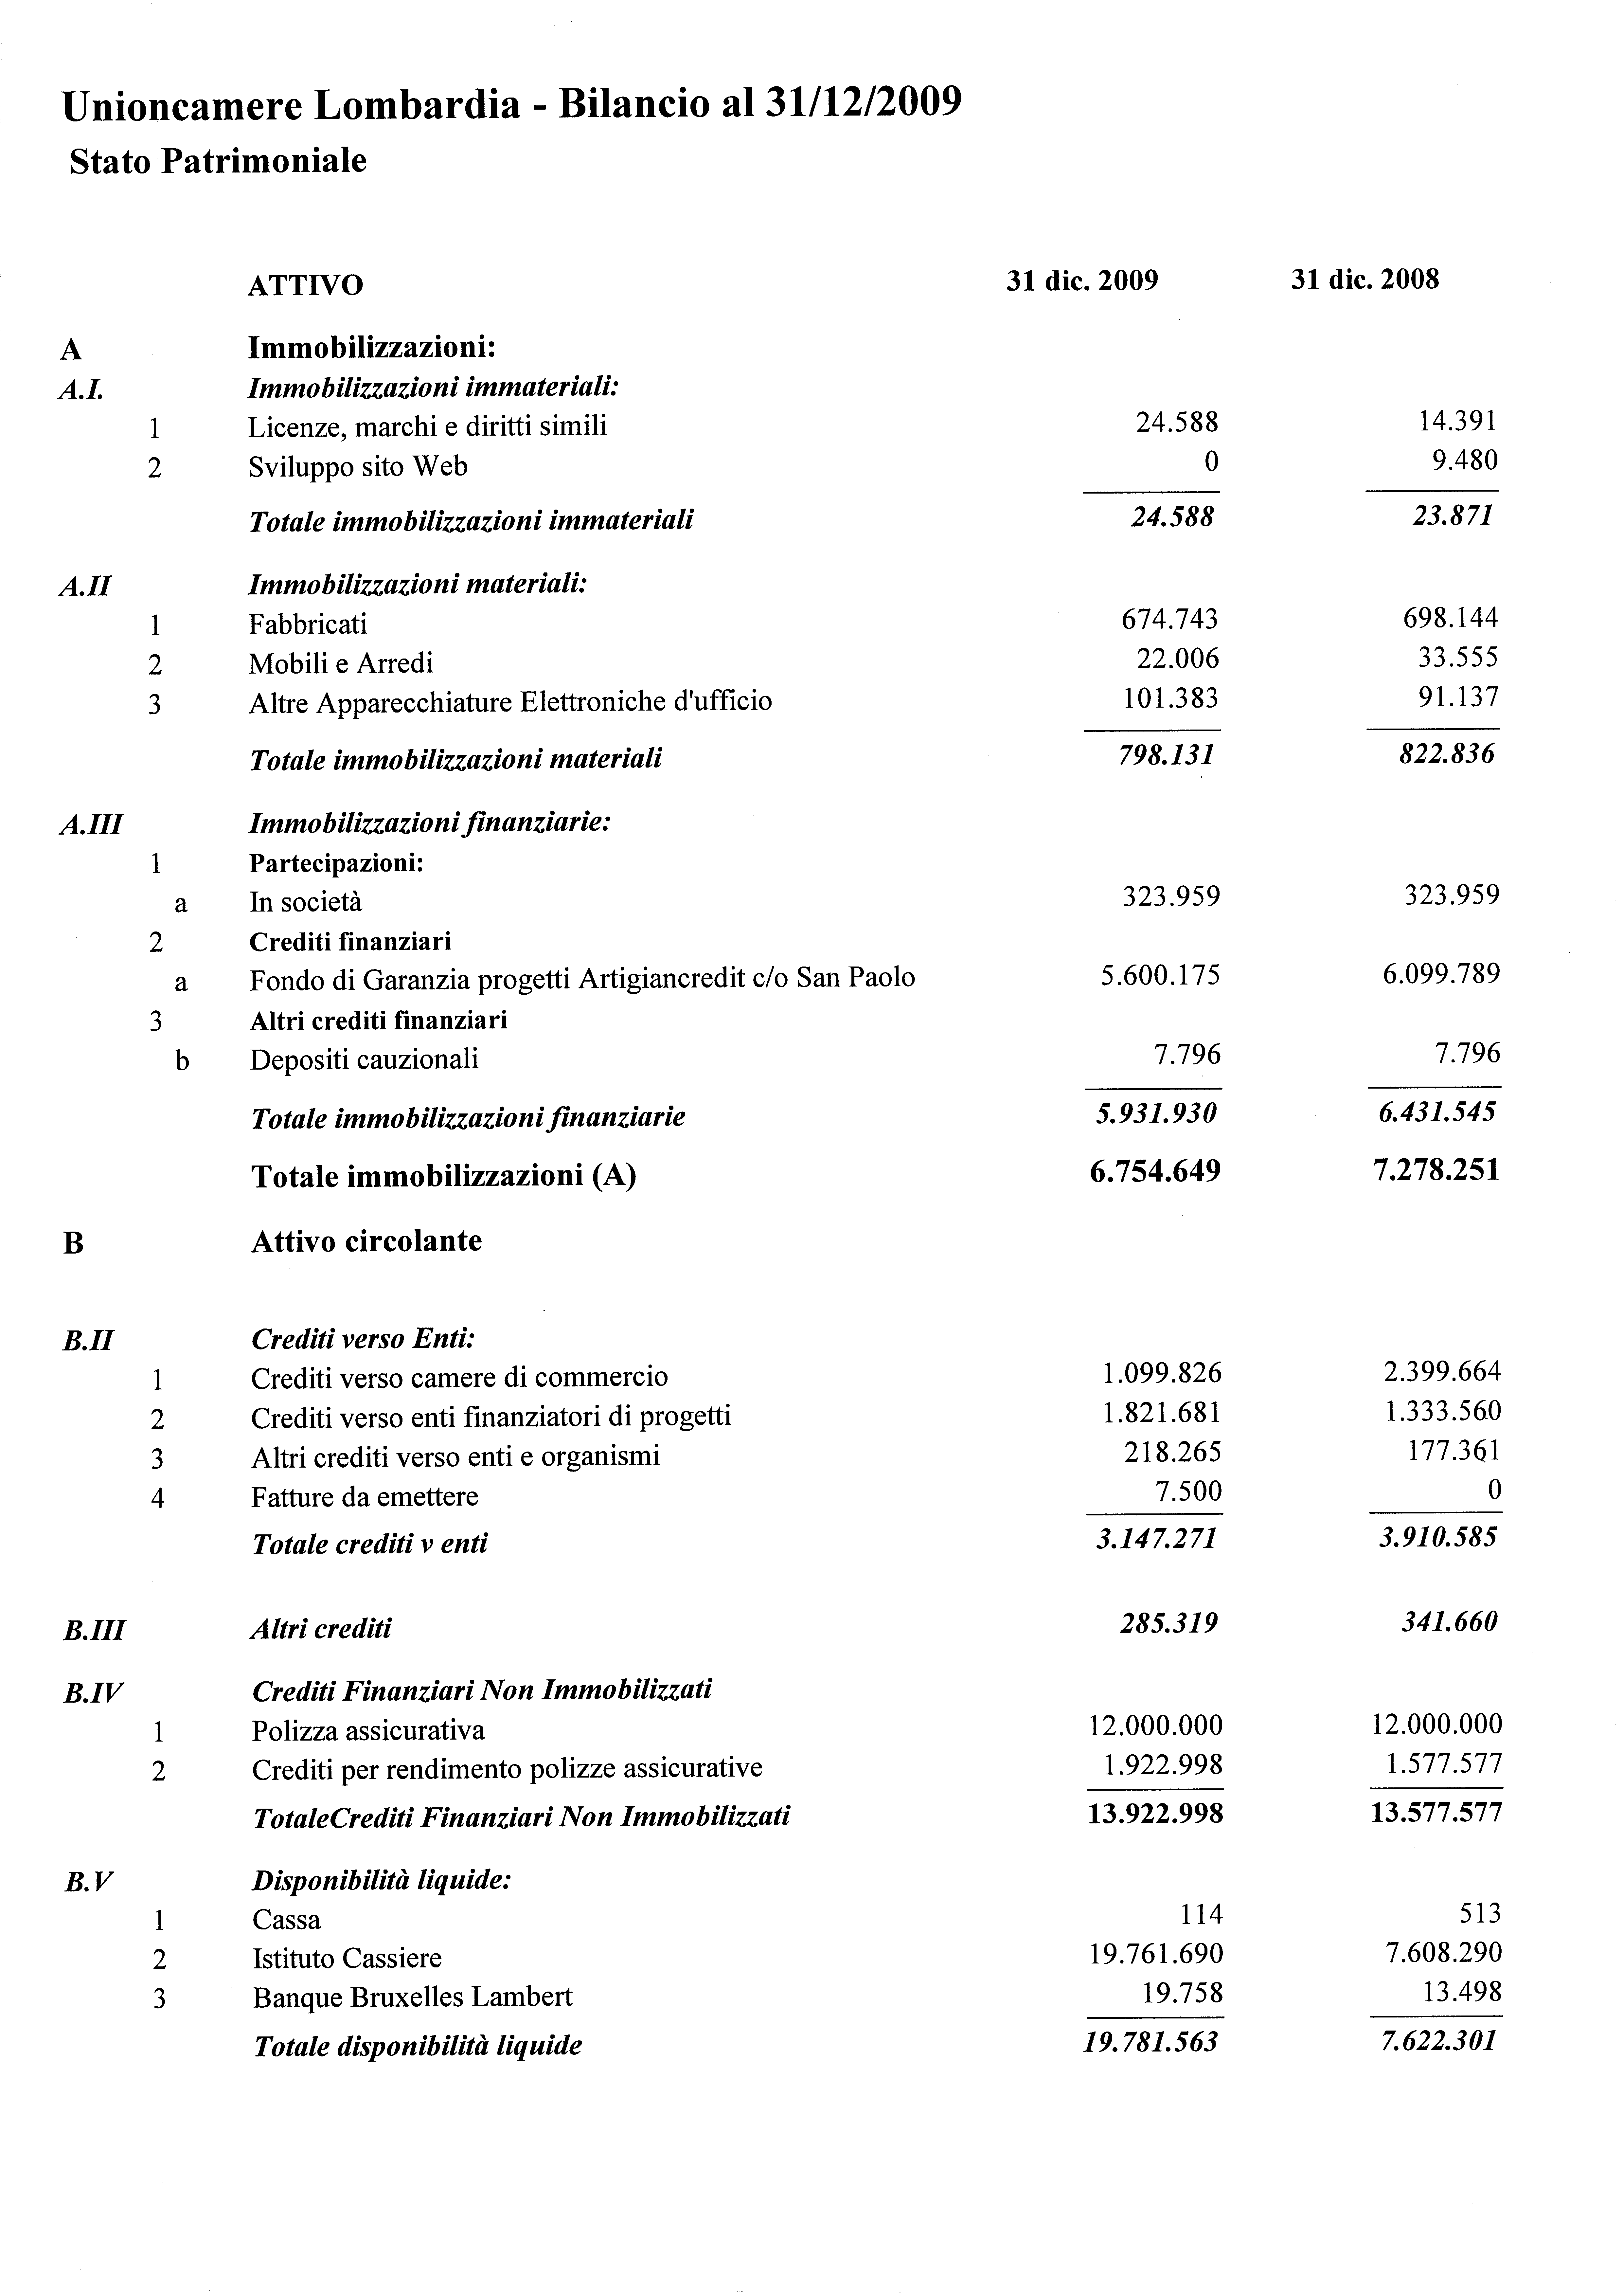 Unioncamere Lombardia - Bilancio al 31/12/2009
Stato Patrimoniale
ATTIVO 31 dic. 2009 31 dic. 2008
A Immobilizzazioni:
A.I. Immobilizzazioni immateriali:
1 Licenze, marchi e diritti simili 24.588 14.391
2 Sviluppo sito Web 0 9.480
Totale immobilizzazioni immateriali 24.588 23.871
A.II Immobilizzazioni materiali:
1 Fabbricati 674.743 698.144
2 Mobili e Arredi 22.006 33.555
3 Altre Apparecchiature Elettroniche d'ufficio 101.383 91.137
Totale immobilizzazioni materiali 798.131 822.836
A.III Immobilizzazioni finanziarie:
1 Partecipazioni:
a In società 323.959 323.959
2 Crediti finanziari
a Fondo di Garanzia progetti Artigiancredit c/o San Paolo 5.600.175 6.099.789
3 Altri crediti finanziari
b Depositi cauzionali 7.796 7.796
Totale immobilizzazioni finanziarie 5.931.930 6.431.545
Totale immobilizzazioni (A) 6.754.649 7.278.251
B Attivo circolante
B.II Crediti verso Enti:
1 Crediti verso camere di commercio 1.099.826 2.399.664
2 Crediti verso enti finanziatori di progetti 1.821.681 1.333.560
3 Altri crediti verso enti e organismi 218.265 177.361
4 Fatture da emettere 7.500 0
Totale crediti v enti 3.147.271 3.910.585
B.III Altri crediti 285.319 341.660
B.IV Crediti Finanziari Non Immobilizzati
1 Polizza assicurativa 12.000.000 12.000.000
2 Crediti per rendimento polizze assicurative 1.922.998 1.577.577
TotaleCrediti Finanziari Non Immobilizzati 13.922.998 13.577.577
B.V Disponibilità liquide:
1 Cassa 114 513
2 Istituto Cassiere 19.761.690 7.608.290
3 Banque Bruxelles Lambert 19.758 13.498
Totale disponibilità liquide 19.781.563 7.622.301